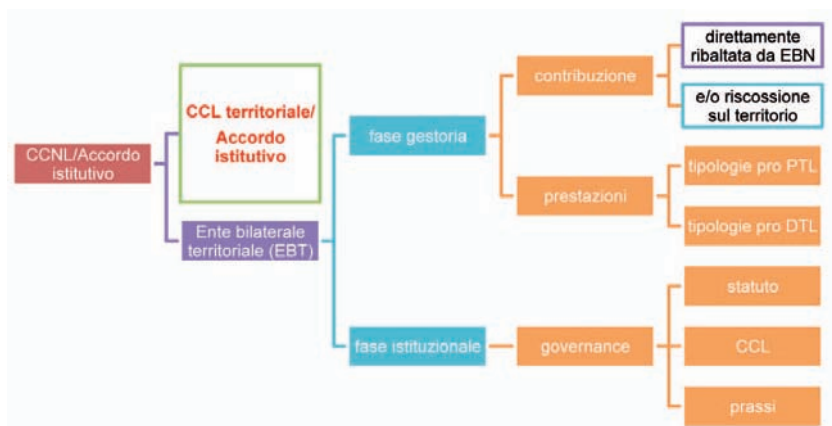 CCNL/Accordo
istitutivo
CCL territoriale/
Accordo
istitutivo
Ente bilaterale
territoriale (EBT)
fase gestoria
fase istituzionale
contribuzione
prestazioni
governance
direttamente
ribaltata da EBN
e/o riscossione
sul territorio
tipologie pro PTL
tipologie pro DTL
statuto
CCL
prassi